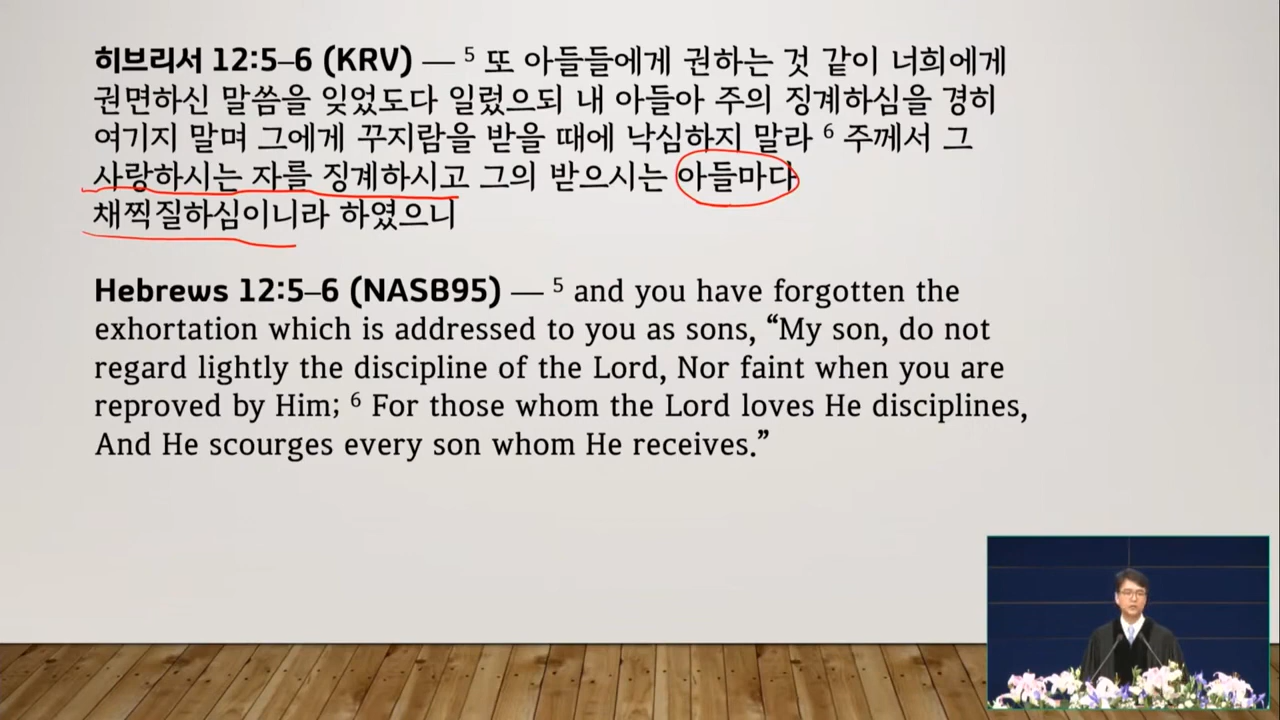 히브리서 12:5–6 (KRV) — 5 또 아들들에게 권하는 것 같이 너희에게
권면하신 말씀을 잊었도다 일렀으되 내 아들아 주의 징계하심을 경히
여기지 말며 그에게 꾸지람을 받을 때에 낙심하지 말라 6 주께서 그
사랑하시는 자를 징계하시고 그의 받으시는 아들마다
채찍질하심이니라 하였으니
Hebrews 12:5–6 (NASB95) — 5 and you have forgotten the
exhortation which is addressed to you as sons, “My son, do not
regard lightly the discipline of the Lord, Nor faint when you are
reproved by Him; 6 For those whom the Lord loves He disciplines,
And He scourges every son whom He receives.”